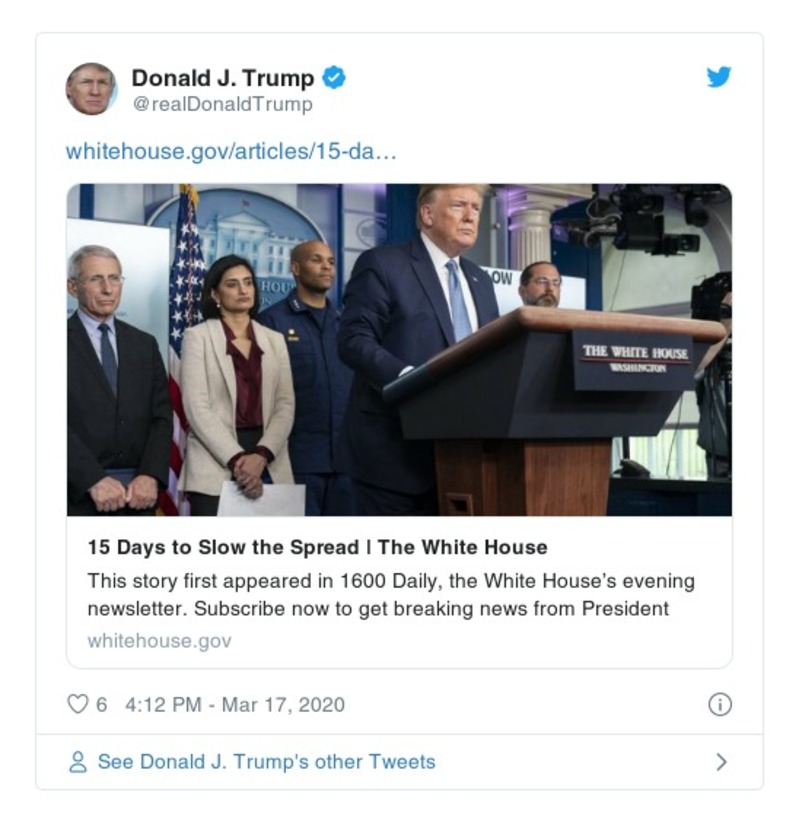 Donald J. Trump
@realDonaldTrump
whitehouse.gov/articles/15-da…
LOW
THE WHITE HOUSE
WASHINGTON
15 Days to Slow the Spread | The White House
This story first appeared in 1600 Daily, the White House’s evening
newsletter. Subscribe now to get breaking news from President
whitehouse.gov
6 4:12 PM - Mar 17, 2020
See Donald J. Trump's other Tweets